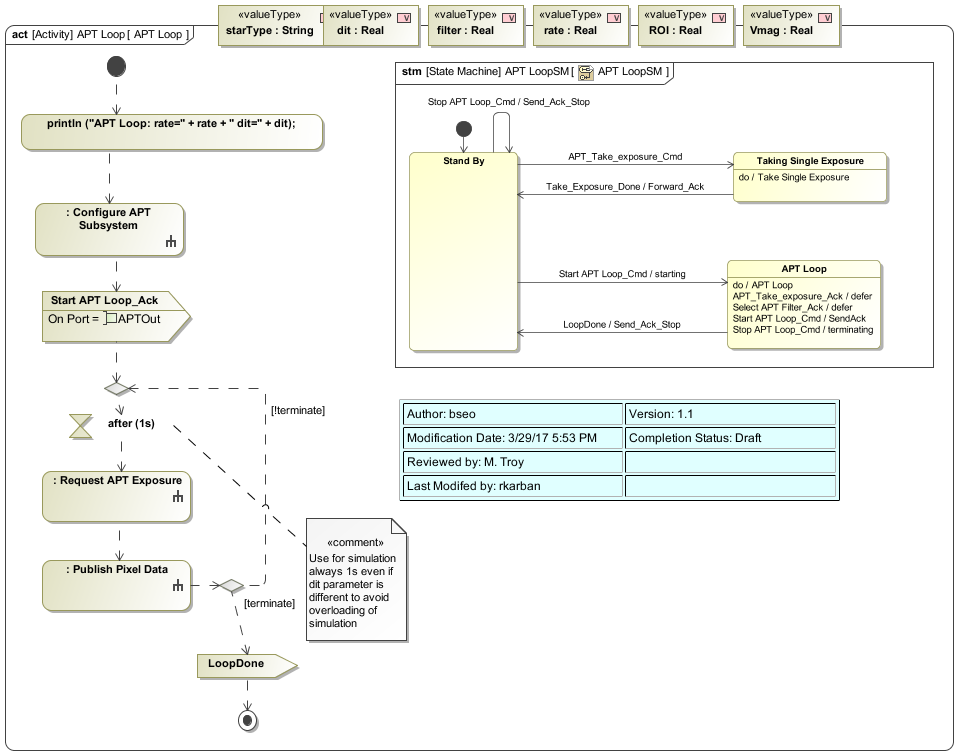 act [Activity] APT Loop [ APT Loop ]
«valueType»
starType : String
«valueType»
dit : Real
«valueType»
filter : Real
«valueType»
rate : Real
«valueType»
ROI : Real
«valueType»
Vmag : Real
println ("APT Loop: rate=" + rate + " dit=" + dit);
: Configure APT
Subsystem
Start APT Loop_Ack
On Port = APTOut
[!terminate]
after (1s)
: Request APT Exposure
: Publish Pixel Data
[terminate]
LoopDone
«comment»
Use for simulation
always 1s even if
dit parameter is
different to avoid
overloading of
simulation
stm [State Machine] APT LoopSM [ APT LoopSM ]
Stop APT Loop_Cmd / Send_Ack_Stop
Stand By
APT_Take_exposure_Cmd
Taking Single Exposure
do / Take Single Exposure
Take_Exposure_Done / Forward_Ack
Start APT Loop_Cmd / starting
APT Loop
do / APT Loop
APT_Take_exposure_Ack / defer
Select APT Filter_Ack / defer
Start APT Loop_Cmd / SendAck
Stop APT Loop_Cmd / terminating
LoopDone / Send_Ack_Stop
Author: bseo
Version: 1.1
Modification Date: 3/29/17 5:53 PM
Completion Status: Draft
Reviewed by: M. Troy
Last Modifed by: rkarban